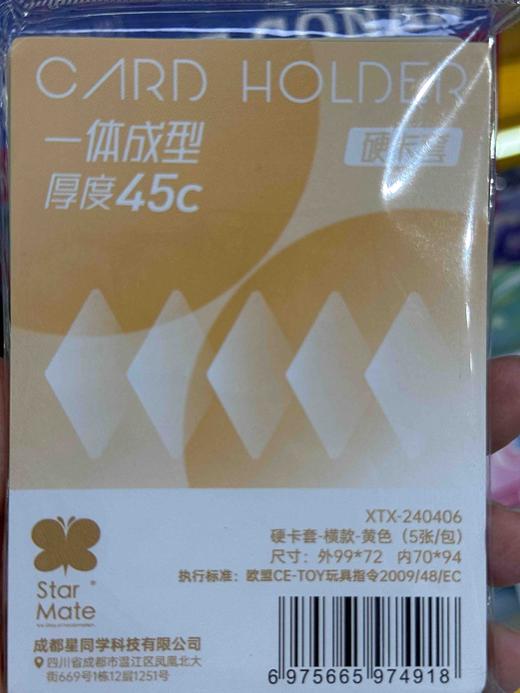 CARD HOLDER
一体成型
厚度45c
硬卡套
XTX-240406
硬卡套-横款-黄色（5张/包）
尺寸：外99*72 内70*94
执行标准：欧盟CE-TOY玩具指令2009/48/EC
Star
Mate
成都星同学科技有限公司
四川省成都市温江区凤凰北大
街669号1栋12层1251号
6 975665 974918